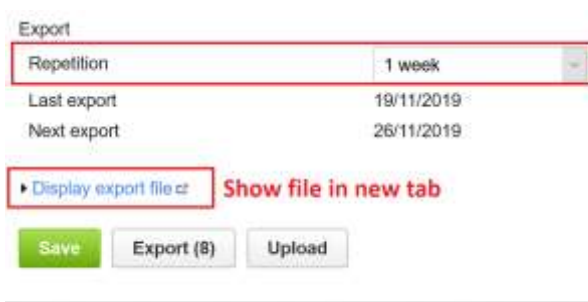 Export
Repetition 1 week
Last export 19/11/2019
Next export 26/11/2019
Display export file Show file in new tab
Save Export (8) Upload